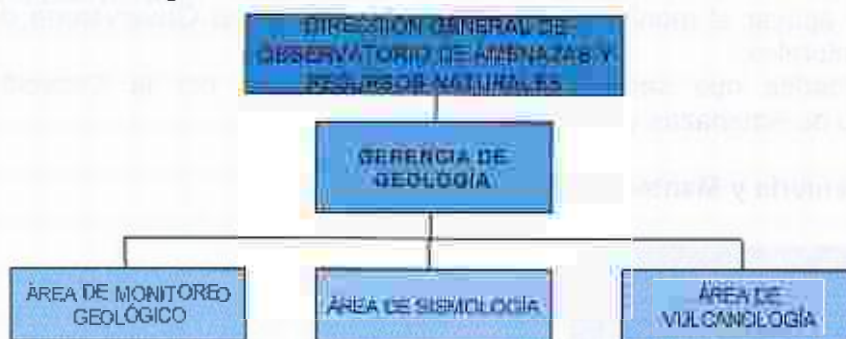 DIRECCIÓN GENERAL DE
OBSERVATORIO DE AMENAZAS Y
RECURSOS NATURALES
GERENCIA DE
GEOLOGÍA
ÁREA DE MONITOREO
GEOLÓGICO
ÁREA DE SISMOLOGÍA
ÁREA DE
VULCANOLOGÍA